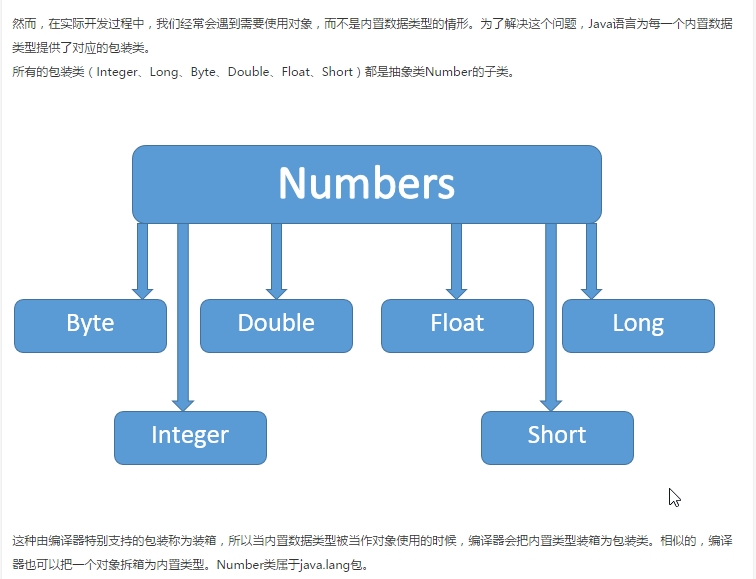 然而，在实际开发过程中，我们经常会遇到需要使用对象，而不是内置数据类型的情形。为了解决这个问题，Java语言为每一个内置数据
类型提供了对应的包装类。
所有的包装类（Integer、Long、Byte、Double、Float、Short）都是抽象类Number的子类。
Numbers
Byte
Double
Float
Long
Integer
Short
这种由编译器特别支持的包装称为装箱，所以当内置数据类型被当作对象使用的时候，编译器会把内置类型装箱为包装类。相似的，编译
器也可以把一个对象拆箱为内置类型。Number类属于java.lang包。